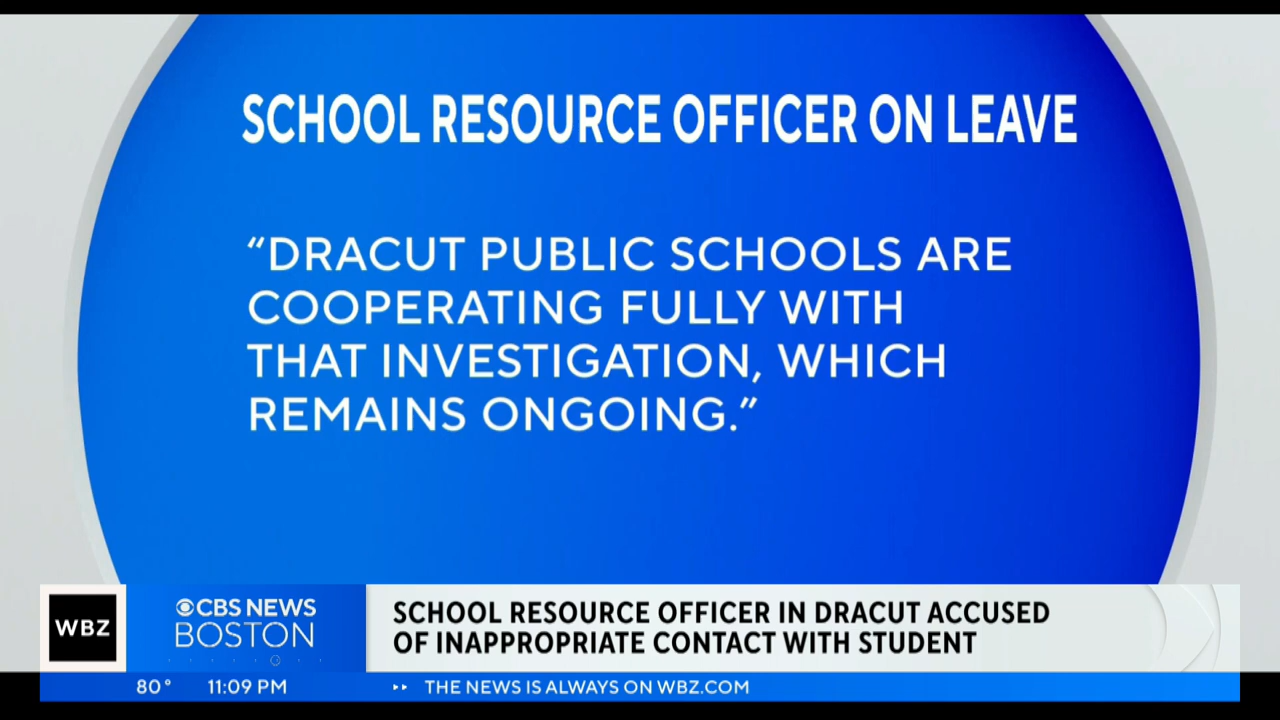 SCHOOL RESOURCE OFFICER ON LEAVE
“DRACUT PUBLIC SCHOOLS ARE
COOPERATING FULLY WITH
THAT INVESTIGATION, WHICH
REMAINS ONGOING.”
WBZ
CBS NEWS
BOSTON
SCHOOL RESOURCE OFFICER IN DRACUT ACCUSED
OF INAPPROPRIATE CONTACT WITH STUDENT
80° 11:09 PM
THE NEWS IS ALWAYS ON WBZ.COM